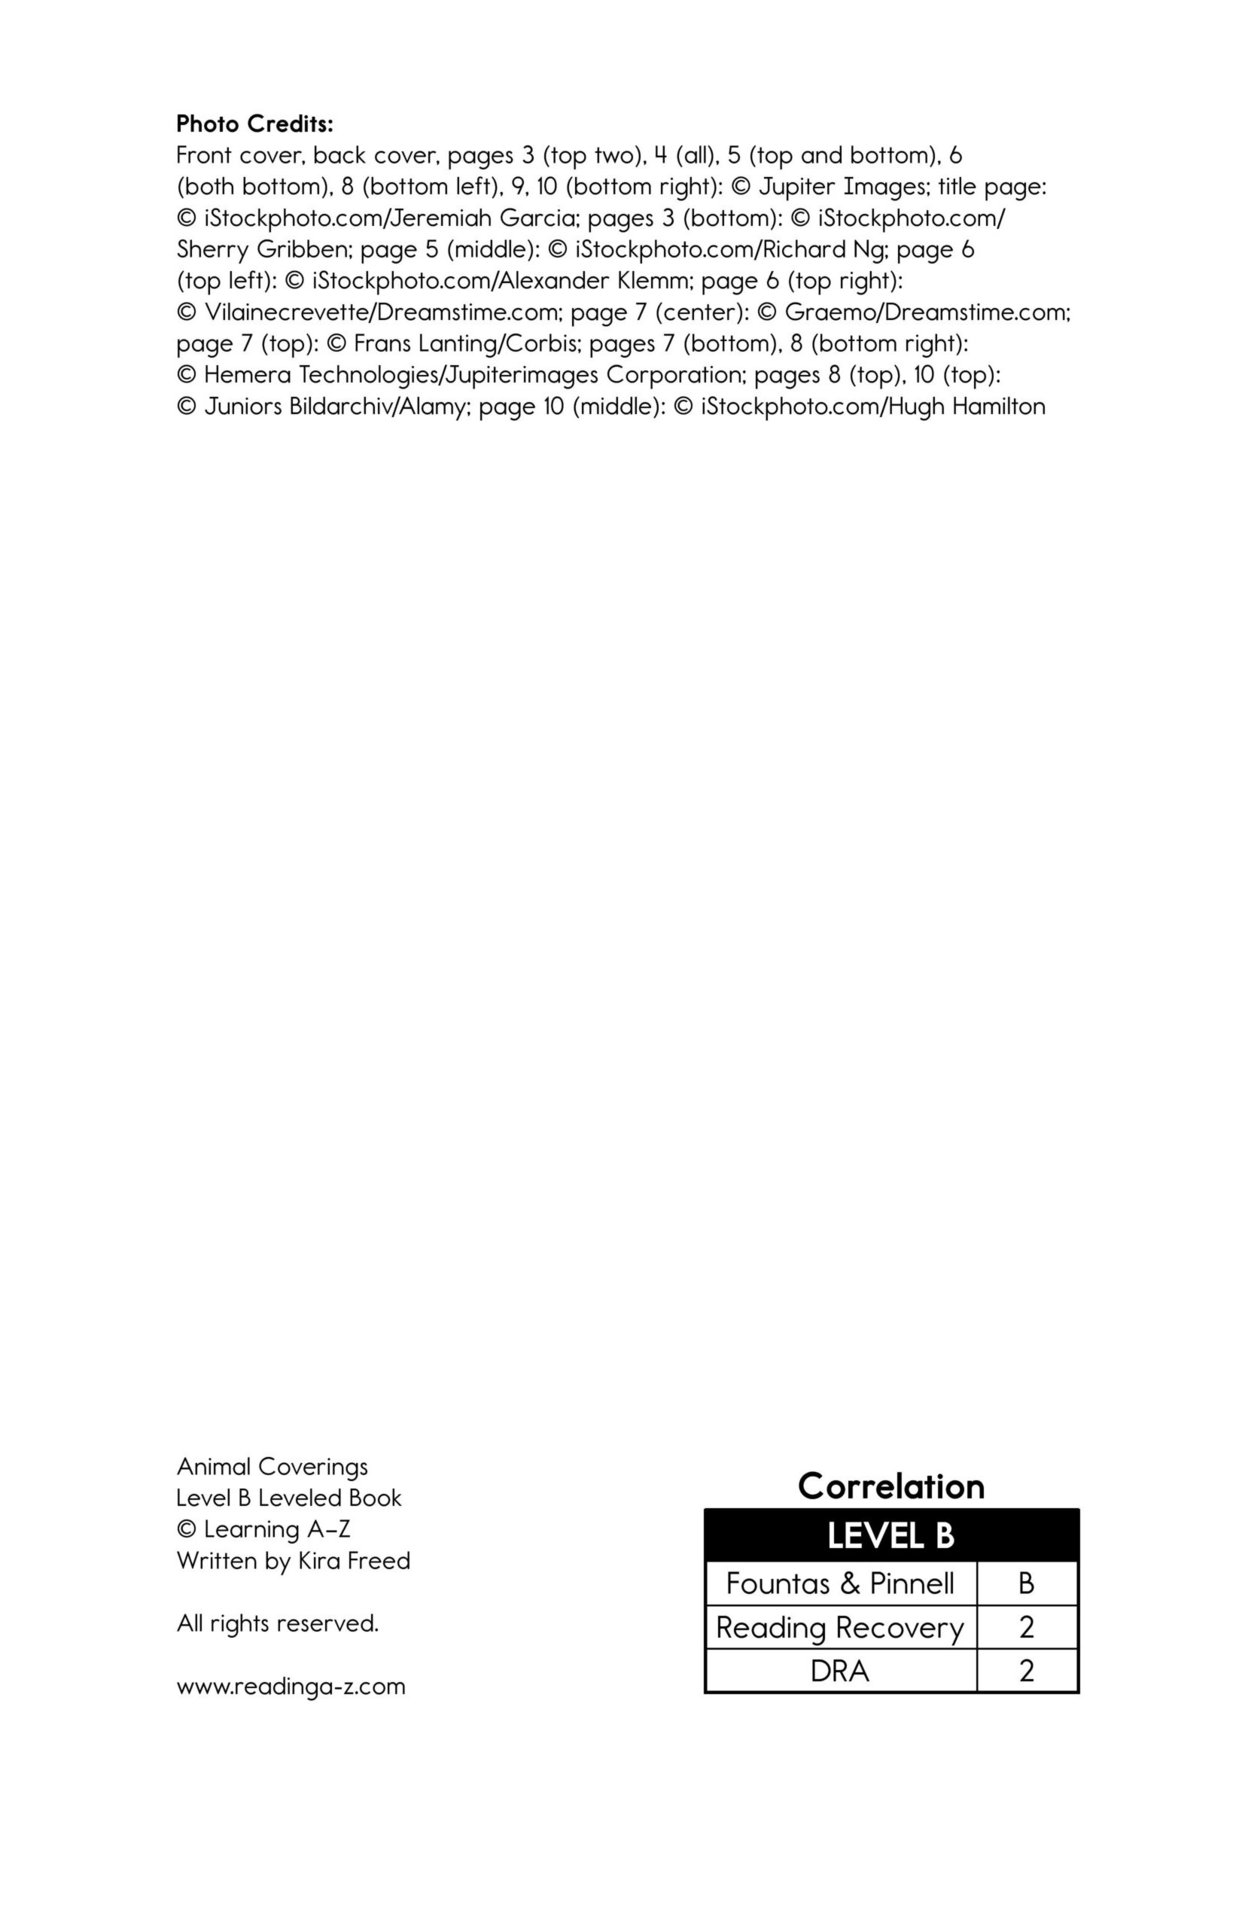 Photo Credits:
Front cover, back cover, pages 3 (top two), 4 (all), 5 (top and bottom), 6
(both bottom), 8 (bottom left), 9, 10 (bottom right): © Jupiter Images; title page:
© iStockphoto.com/Jeremiah Garcia; pages 3 (bottom): © iStockphoto.com/
Sherry Gribben; page 5 (middle): © iStockphoto.com/Richard Ng; page 6
(top left): © iStockphoto.com/Alexander Klemm; page 6 (top right):
© Vilainecrevette/Dreamstime.com; page 7 (center): © Graemo/Dreamstime.com;
page 7 (top): © Frans Lanting/Corbis; pages 7 (bottom), 8 (bottom right):
© Hemera Technologies/Jupiterimages Corporation; pages 8 (top), 10 (top):
© Juniors Bildarchiv/Alamy; page 10 (middle): © iStockphoto.com/Hugh Hamilton
Animal Coverings
Level B Leveled Book
© Learning A–Z
Written by Kira Freed
All rights reserved.
www.readinga-z.com
Correlation
LEVEL B
Fountas & Pinnell B
Reading Recovery 2
DRA 2